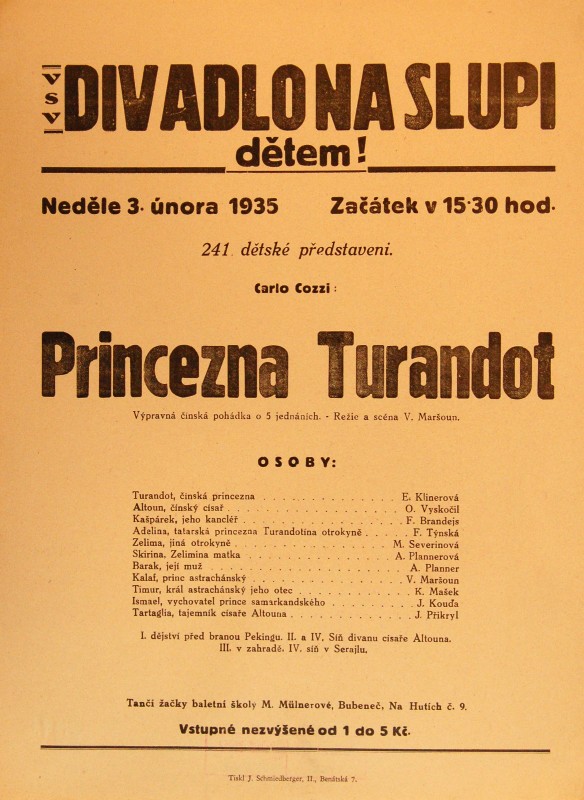 VSV DIVADLO NA SLUPI
dětem!
Neděle 3. února 1935 Začátek v 15·30 hod.
241. dětské představení.
Carlo Cozzi:
Princezna Turandot
Výpravná čínská pohádka o 5 jednáních. - Režie a scéna V. Maršoun.
OSOBY:
Turandot, čínská princezna . . . . . . . . . . . . . . . E. Klinerová
Altoun, čínský císař . . . . . . . . . . . . . . . . . . O. Vyskočil
Kašpárek, jeho kancléř . . . . . . . . . . . . . . . . . F. Brandejs
Adelina, tatarská princezna Turandotina otrokyně . . . F. Týnská
Zelima, jiná otrokyně . . . . . . . . . . . . . . . . M. Severinová
Skirina, Zelimina matka . . . . . . . . . . . . . . . A. Plannerová
Barak, její muž . . . . . . . . . . . . . . . . . . . . A. Planner
Kalaf, princ astrachánský . . . . . . . . . . . . . . . V. Maršoun
Timur, král astrachánský jeho otec . . . . . . . . . . . K. Mašek
Ismael, vychovatel prince samarkandského . . . . . . . . J. Kouďa
Tartaglia, tajemník císaře Altouna . . . . . . . . . . . J. Přikryl
I. dějství před branou Pekingu. II. a IV. Síň divanu císaře Altouna.
III. v zahradě. IV. síň v Serajlu.
Tančí žačky baletní školy M. Mülnerové, Bubeneč, Na Hutích č. 9.
Vstupné nezvýšené od 1 do 5 Kč.
Tiskl J. Schmiedberger, II., Benátská 7.